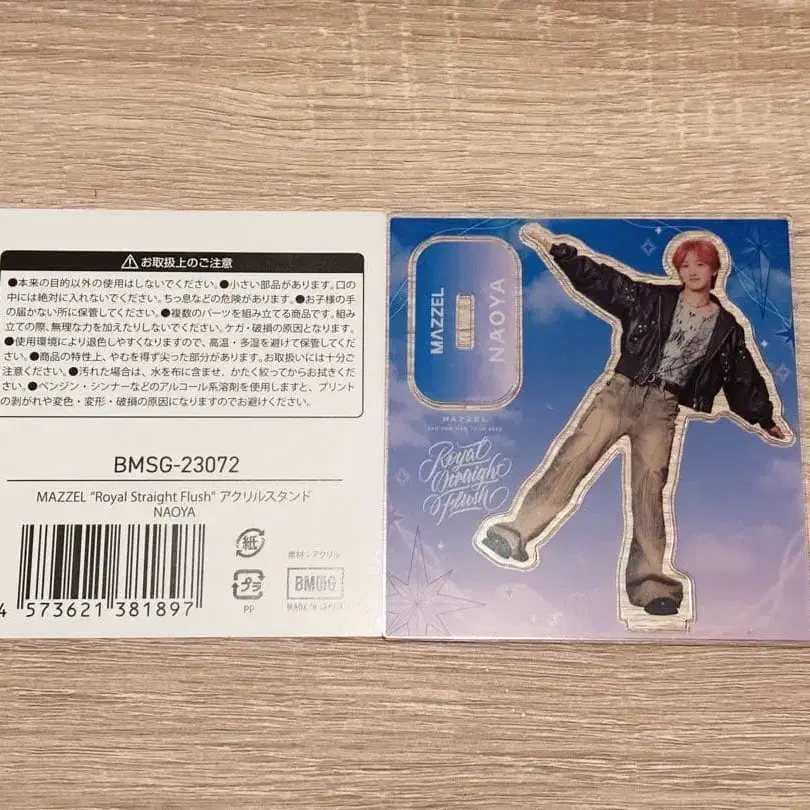 ⚠お取扱上のご注意
●本来の目的以外の使用はしないでください。●小さい部品があります。口の
中には絶対に入れないでください。ちっ息などの危険があります。●お子様の手
の届かない所に保管してください。●複数のパーツを組み立てる商品です。組み
立ての際、無理な力を加えたりしないでください。ケガ・破損の原因となります。
●使用環境により退色しやすくなりますので、高温・多湿を避けて保管してくださ
い。●商品の特性上、やむを得ず尖った部分があります。お取扱いには十分ご
注意ください。●汚れた場合は、水を布に含ませ、かたく絞ってからお拭きくださ
い。●ベンジン・シンナーなどのアルコール系溶剤を使用しますと、プリント
の剥がれや変色・変形・破損の原因になりますのでお避けください。
BMSG-23072
MAZZEL "Royal Straight Flush" アクリルスタンド
NAOYA
4 573621 381897
紙
プラ
PP
素材：アクリル
BMSG
MADE IN JAPAN
MAZZEL
NAOYA
MAZZEL
Royal
Straight
Flush